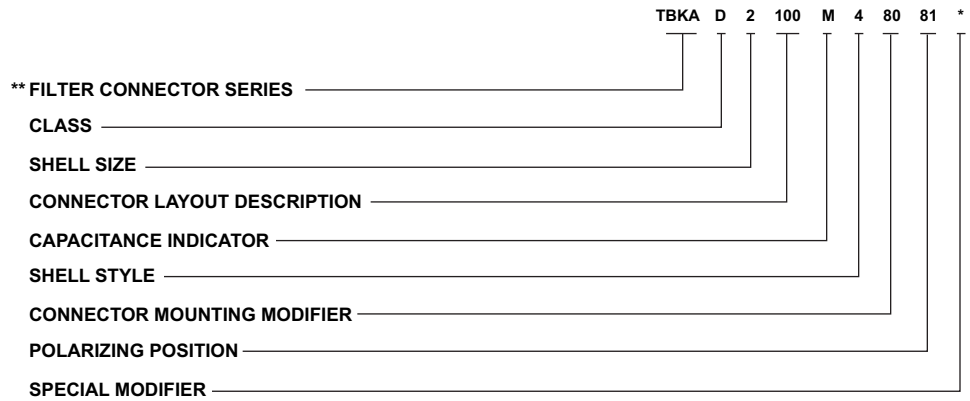 TBKA D 2 100 M 4 80 81 *
** FILTER CONNECTOR SERIES
CLASS
SHELL SIZE
CONNECTOR LAYOUT DESCRIPTION
CAPACITANCE INDICATOR
SHELL STYLE
CONNECTOR MOUNTING MODIFIER
POLARIZING POSITION
SPECIAL MODIFIER